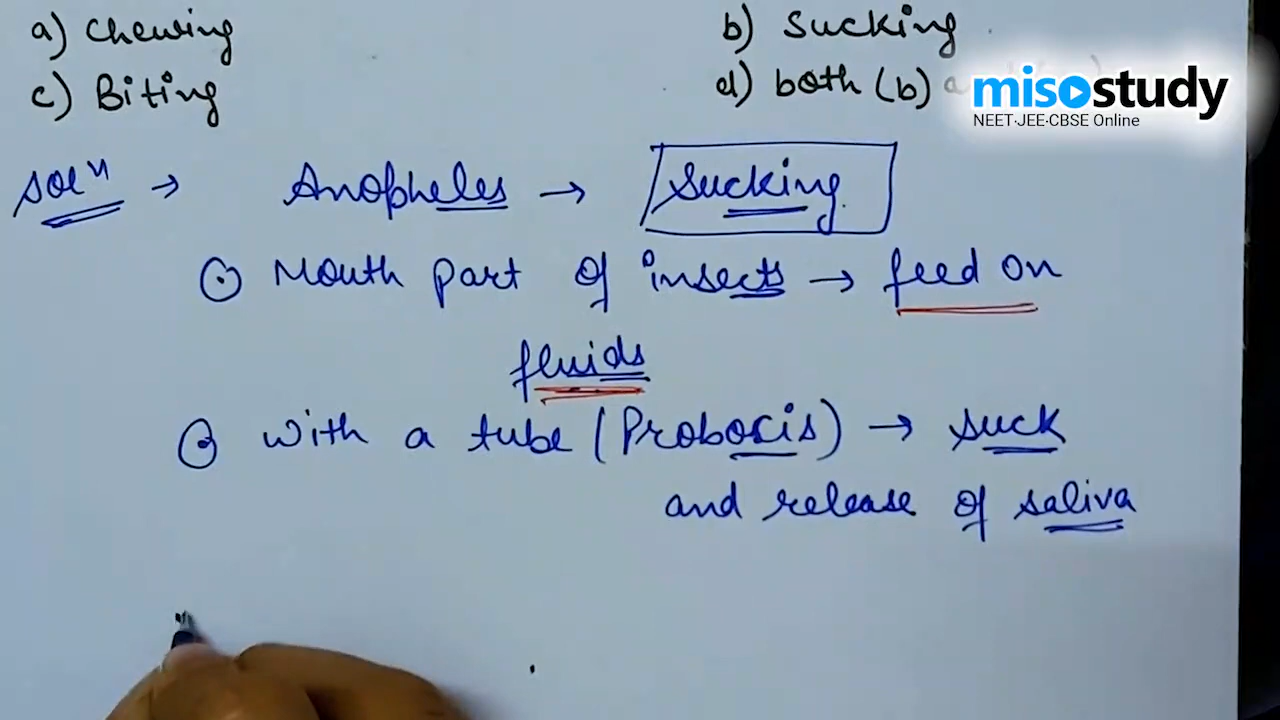 a) Chewing
b) Sucking
c) Biting
d) both (b) a
misostudy
NEET·JEE·CBSE Online
Solⁿ → Anopheles → Sucking
Mouth part of insects → feed on
fluids
With a tube (Probocis) → suck
and release of saliva